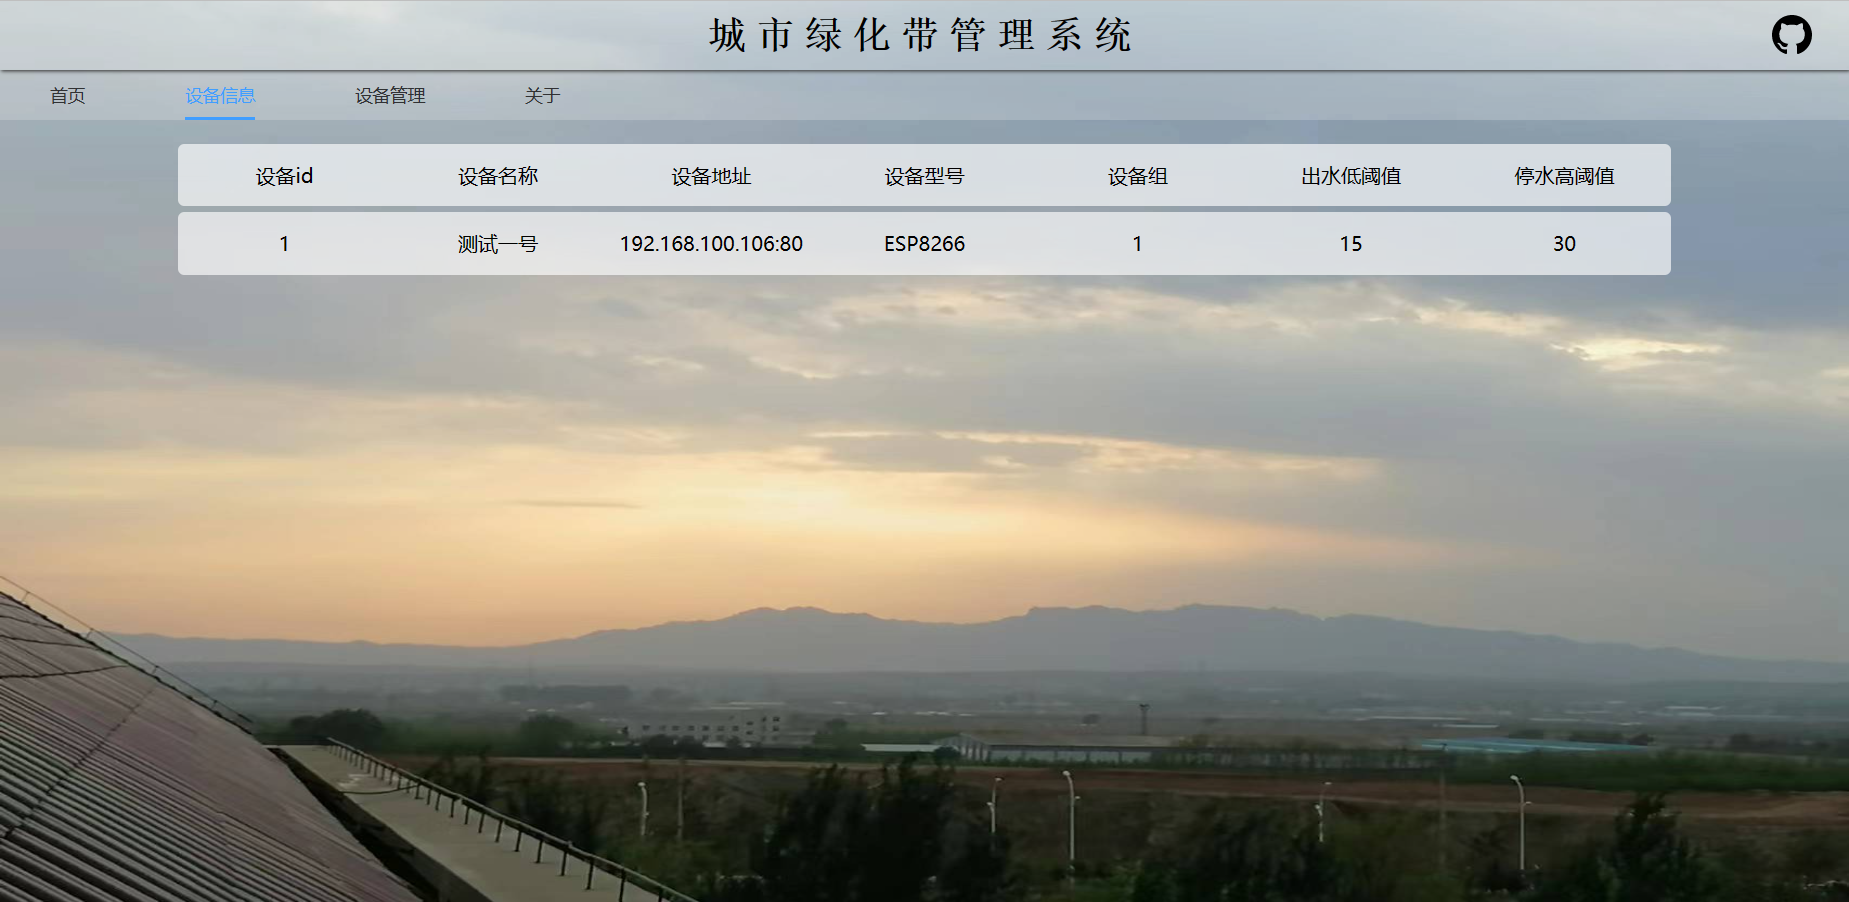 城市绿化带管理系统
首页 设备信息 设备管理 关于
设备id 设备名称 设备地址 设备型号 设备组 出水低阈值 停水高阈值
1 测试一号 192.168.100.106:80 ESP8266 1 15 30